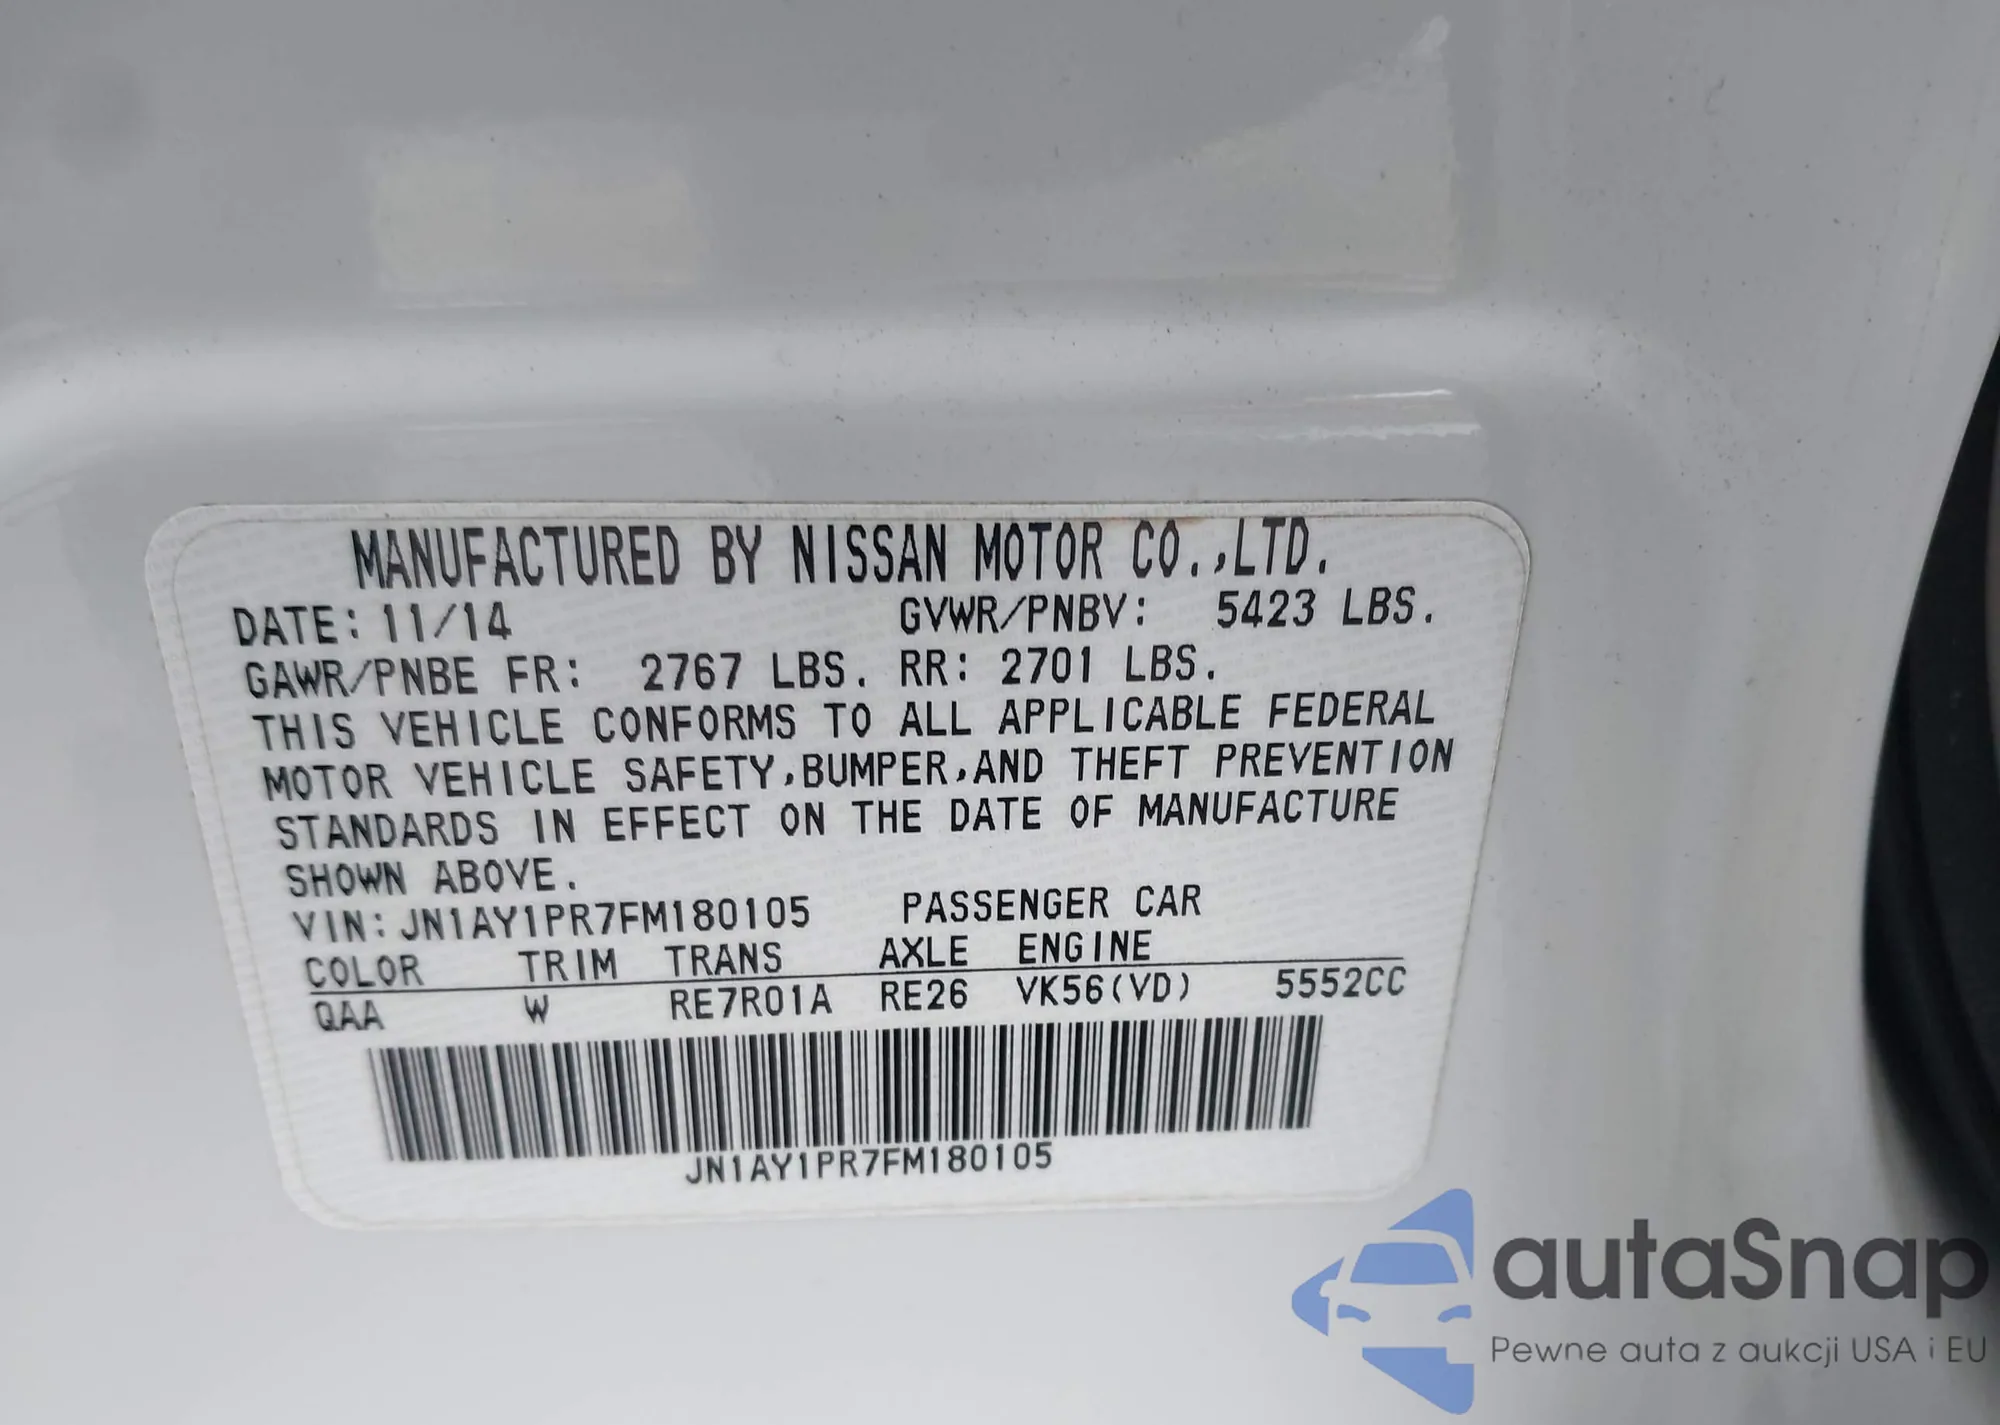 MANUFACTURED BY NISSAN MOTOR CO.,LTD.
DATE: 11/14 GVWR/PNBV: 5423 LBS.
GAWR/PNBE FR: 2767 LBS. RR: 2701 LBS.
THIS VEHICLE CONFORMS TO ALL APPLICABLE FEDERAL
MOTOR VEHICLE SAFETY,BUMPER,AND THEFT PREVENTION
STANDARDS IN EFFECT ON THE DATE OF MANUFACTURE
SHOWN ABOVE.
VIN:JN1AY1PR7FM180105 PASSENGER CAR
COLOR TRIM TRANS AXLE ENGINE
QAA W RE7R01A RE26 VK56(VD) 5552CC
JN1AY1PR7FM180105
autaSnap
Pewne auta z aukcji USA i EU